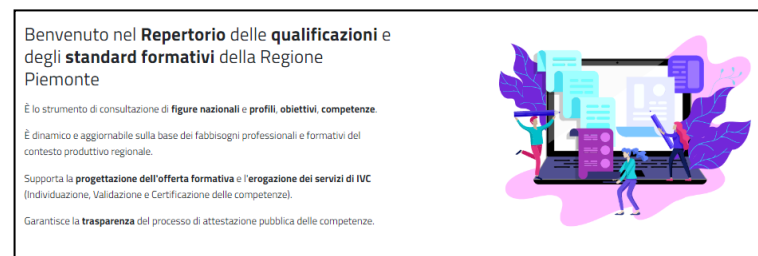 Benvenuto nel Repertorio delle qualificazioni e
degli standard formativi della Regione
Piemonte
È lo strumento di consultazione di figure nazionali e profili, obiettivi, competenze.
È dinamico e aggiornabile sulla base dei fabbisogni professionali e formativi del
contesto produttivo regionale.
Supporta la progettazione dell'offerta formativa e l'erogazione dei servizi di IVC
(Individuazione, Validazione e Certificazione delle competenze).
Garantisce la trasparenza del processo di attestazione pubblica delle competenze.